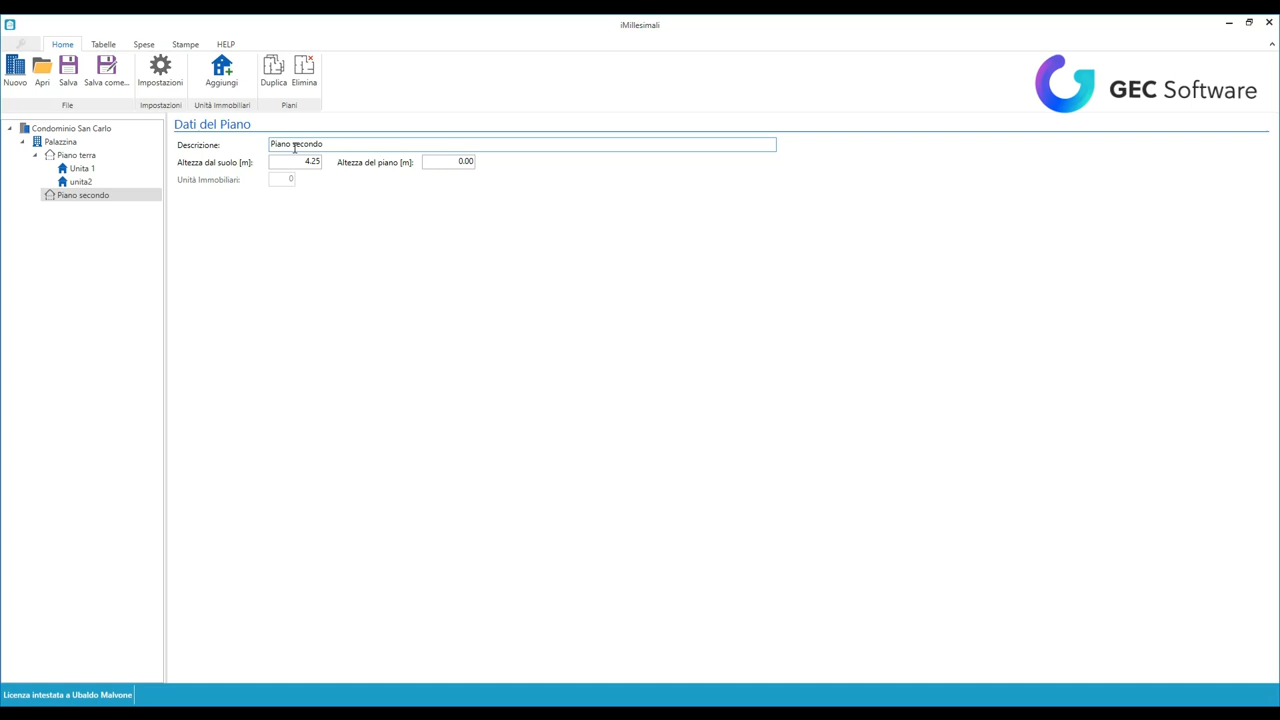 iMillesimali
Home Tabelle Spese Stampe HELP
Nuovo Apri Salva Salva come... Impostazioni Aggiungi Duplica Elimina
File Impostazioni Unità Immobiliari Piani
GEC Software
Condominio San Carlo
Palazzina
Piano terra
Unita 1
unita2
Piano secondo
Dati del Piano
Descrizione: Piano secondo
Altezza dal suolo [m]: 4.25 Altezza del piano [m]: 0.00
Unità Immobiliari: 0
Licenza intestata a Ubaldo Malvone